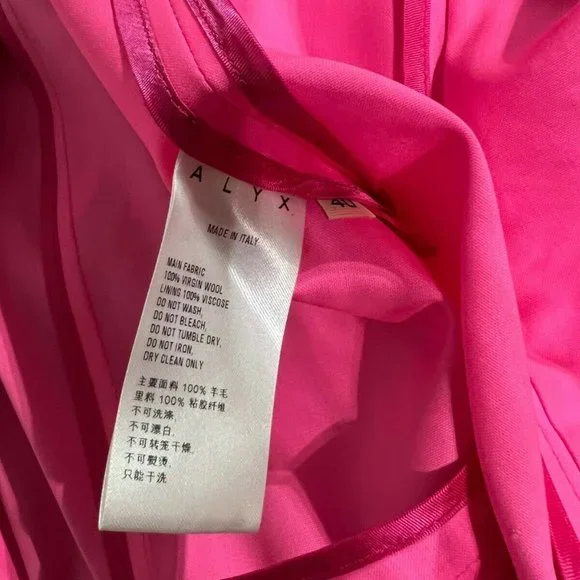 A L Y X
40
MADE IN ITALY
MAIN FABRIC
100% VIRGIN WOOL
LINING 100% VISCOSE
DO NOT WASH,
DO NOT BLEACH,
DO NOT TUMBLE DRY,
DO NOT IRON,
DRY CLEAN ONLY
主要面料 100% 羊毛
里料 100% 粘胶纤维
不可洗涤,
不可漂白,
不可转笼干燥,
不可熨烫,
只能干洗